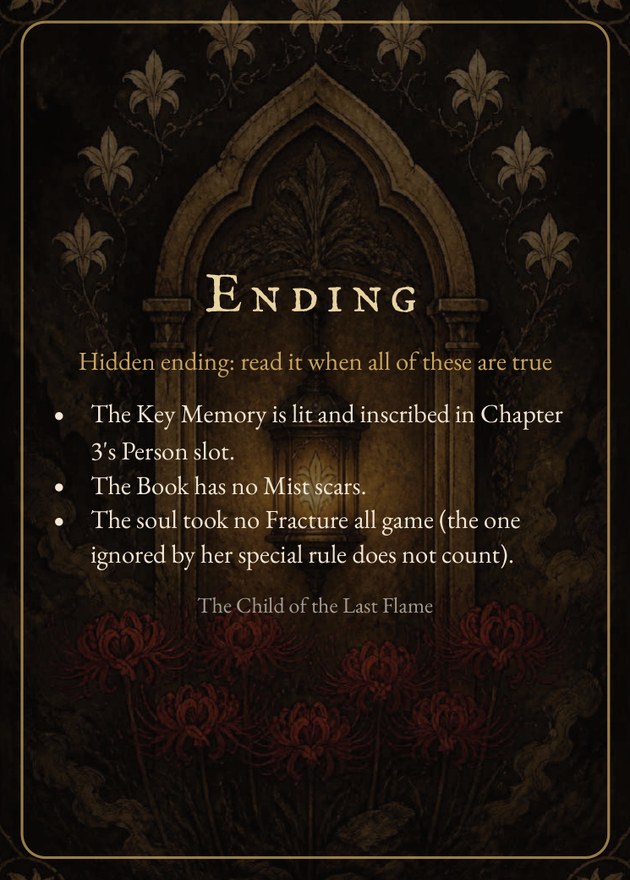 Ending
Hidden ending: read it when all of these are true
• The Key Memory is lit and inscribed in Chapter
3's Person slot.
• The Book has no Mist scars.
• The soul took no Fracture all game (the one
ignored by her special rule does not count).
The Child of the Last Flame